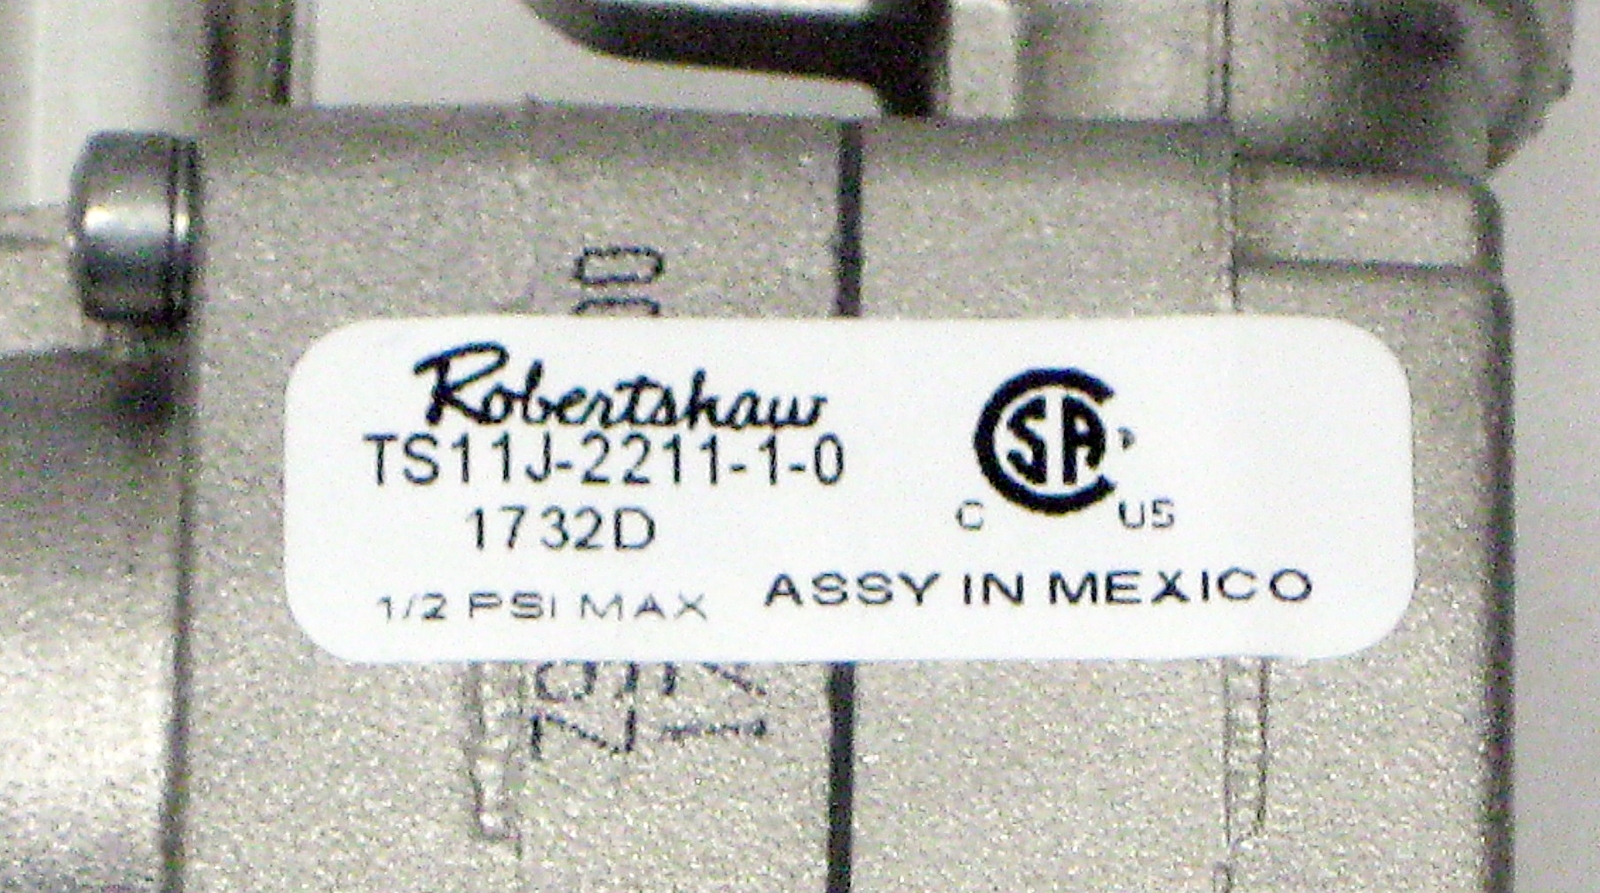 Robertshaw
TS11J-2211-1-0
1732D
1/2 PSI MAX
CSA
C US
ASSY IN MEXICO